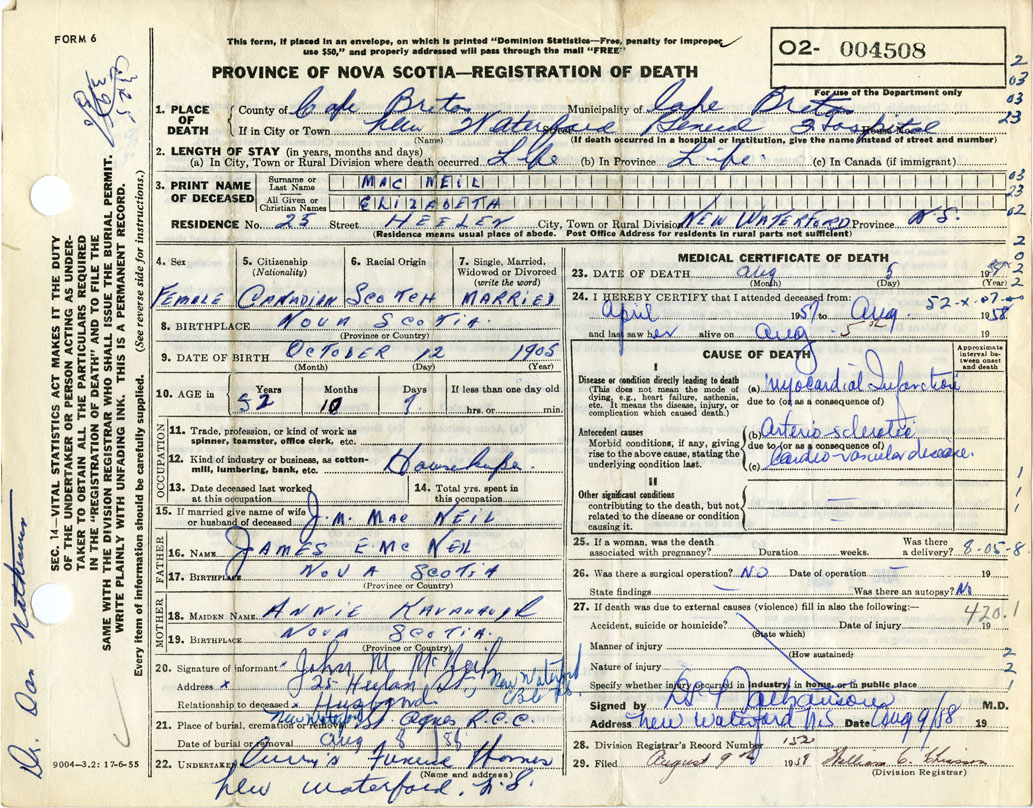 FORM 6
This form, if placed in an envelope, on which is printed "Dominion Statistics—Free, penalty for improper
use $50," and properly addressed will pass through the mail "FREE"
02- 004508
PROVINCE OF NOVA SCOTIA—REGISTRATION OF DEATH
For use of the Department only
1. PLACE OF DEATH
County of Cape Breton Municipality of Cape Breton
If in City or Town New Waterford Street General Hospital House No.
(Name) (If death occurred in a hospital or institution, give the name instead of street and number)
2. LENGTH OF STAY (in years, months and days)
(a) In City, Town or Rural Division where death occurred Life (b) In Province Life. (c) In Canada (if immigrant)
3. PRINT NAME OF DECEASED
Surname or Last Name MAC NEIL
All Given or Christian Names ELIZABETH
RESIDENCE No. 25 Street HEELEN City, Town or Rural Division NEW WATERFORD Province N.S.
(Residence means usual place of abode. Post Office Address for residents in rural parts not sufficient)
4. Sex FEMALE
5. Citizenship (Nationality) CANADIAN
6. Racial Origin SCOTCH
7. Single, Married, Widowed or Divorced (write the word) MARRIED
8. BIRTHPLACE NOVA SCOTIA.
(Province or Country)
9. DATE OF BIRTH OCTOBER 12 1905
(Month) (Day) (Year)
10. AGE in Years 52 Months 10 Days If less than one day old hrs. or min.
OCCUPATION
11. Trade, profession or kind of work as spinner, teamster, office clerk, etc.
12. Kind of industry or business, as cotton-mill, lumbering, bank, etc. Housekeeper.
13. Date deceased last worked at this occupation
14. Total yrs. spent in this occupation
15. If married give name of wife or husband of deceased J.M. MAC NEIL
FATHER
16. NAME JAMES E. MC NEIL
17. BIRTHPLACE NOVA SCOTIA
(Province or Country)
MOTHER
18. MAIDEN NAME ANNIE KAVANAUGH
19. BIRTHPLACE NOVA SCOTIA.
(Province or Country)
20. Signature of informant John M. McNeil
Address x 25 Heelan St., New Waterford
Relationship to deceased x Husband
21. Place of burial, cremation or removal New Waterford St. Agnes R.C.C.
Date of burial or removal Aug 8 /58
22. UNDERTAKER Curry's Funeral Home
(Name and address)
New Waterford, N.S.
MEDICAL CERTIFICATE OF DEATH
23. DATE OF DEATH Aug 5 19
(Month) (Day) (Year)
24. I HEREBY CERTIFY that I attended deceased from:
April 1957 to Aug. 1958
and last saw her alive on Aug 5th 19
CAUSE OF DEATH
Approximate interval between onset and death
I
Disease or condition directly leading to death
(This does not mean the mode of dying, e.g., heart failure, asthenia, etc. It means the disease, injury, or complication which caused death.)
(a) Myocardial Infarction
due to (or as a consequence of)
Antecedent causes
Morbid conditions, if any, giving rise to the above cause, stating the underlying condition last.
(b) Arterio-sclerotic
due to (or as a consequence of)
(c) Cardio-vascular disease.
II
Other significant conditions
contributing to the death, but not related to the disease or condition causing it.
25. If a woman, was the death associated with pregnancy? Duration weeks. Was there a delivery? 8-05-8
26. Was there a surgical operation? NO Date of operation 19
State findings Was there an autopsy? No
27. If death was due to external causes (violence) fill in also the following:—
420.1
Accident, suicide or homicide? Date of injury 19
(State which)
Manner of injury
(How sustained)
Nature of injury
Specify whether injury occurred in industry, in home, or in public place
Signed by M.D.
Address New Waterford N.S Date Aug 9/58 19
28. Division Registrar's Record Number 152
29. Filed August 9th 1958 William C. Chiasson
(Division Registrar)
SEC. 14—VITAL STATISTICS ACT MAKES IT THE DUTY
OF THE UNDERTAKER OR PERSON ACTING AS UNDER-
TAKER TO OBTAIN ALL THE PARTICULARS REQUIRED
IN THE "REGISTRATION OF DEATH" AND TO FILE THE
SAME WITH THE DIVISION REGISTRAR WHO SHALL ISSUE THE BURIAL PERMIT.
WRITE PLAINLY WITH UNFADING INK. THIS IS A PERMANENT RECORD.
Every item of information should be carefully supplied. (See reverse side for instructions.)
9004—3.2: 17-6-55